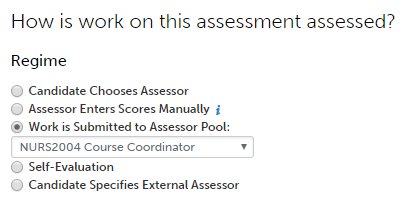 How is work on this assessment assessed?
Regime
Candidate Chooses Assessor
Assessor Enters Scores Manually i
Work is Submitted to Assessor Pool:
NURS2004 Course Coordinator
Self-Evaluation
Candidate Specifies External Assessor